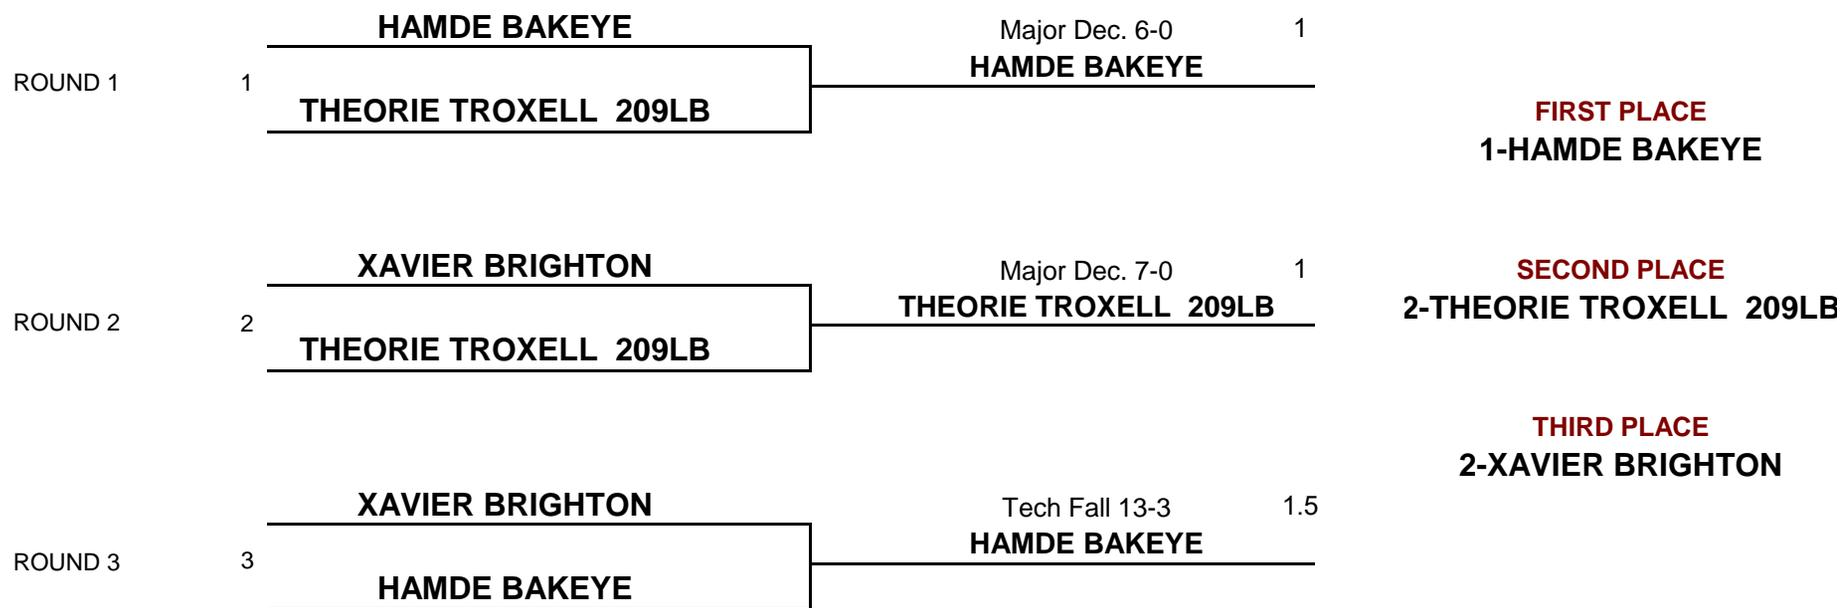 HAMDE BAKEYE
Major Dec. 6-0 1
HAMDE BAKEYE
ROUND 1 1
THEORIE TROXELL 209LB
FIRST PLACE
1-HAMDE BAKEYE
XAVIER BRIGHTON
Major Dec. 7-0 1
SECOND PLACE
THEORIE TROXELL 209LB
2-THEORIE TROXELL 209LB
ROUND 2 2
THEORIE TROXELL 209LB
THIRD PLACE
2-XAVIER BRIGHTON
XAVIER BRIGHTON
Tech Fall 13-3 1.5
HAMDE BAKEYE
ROUND 3 3
HAMDE BAKEYE